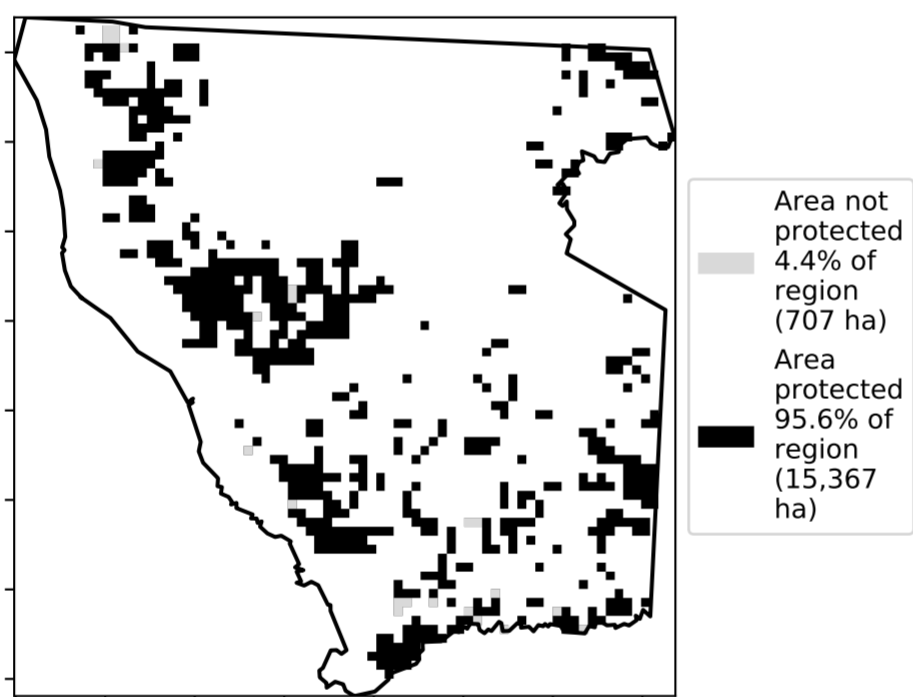 Area not
protected
4.4% of
region
(707 ha)
Area
protected
95.6% of
region
(15,367
ha)